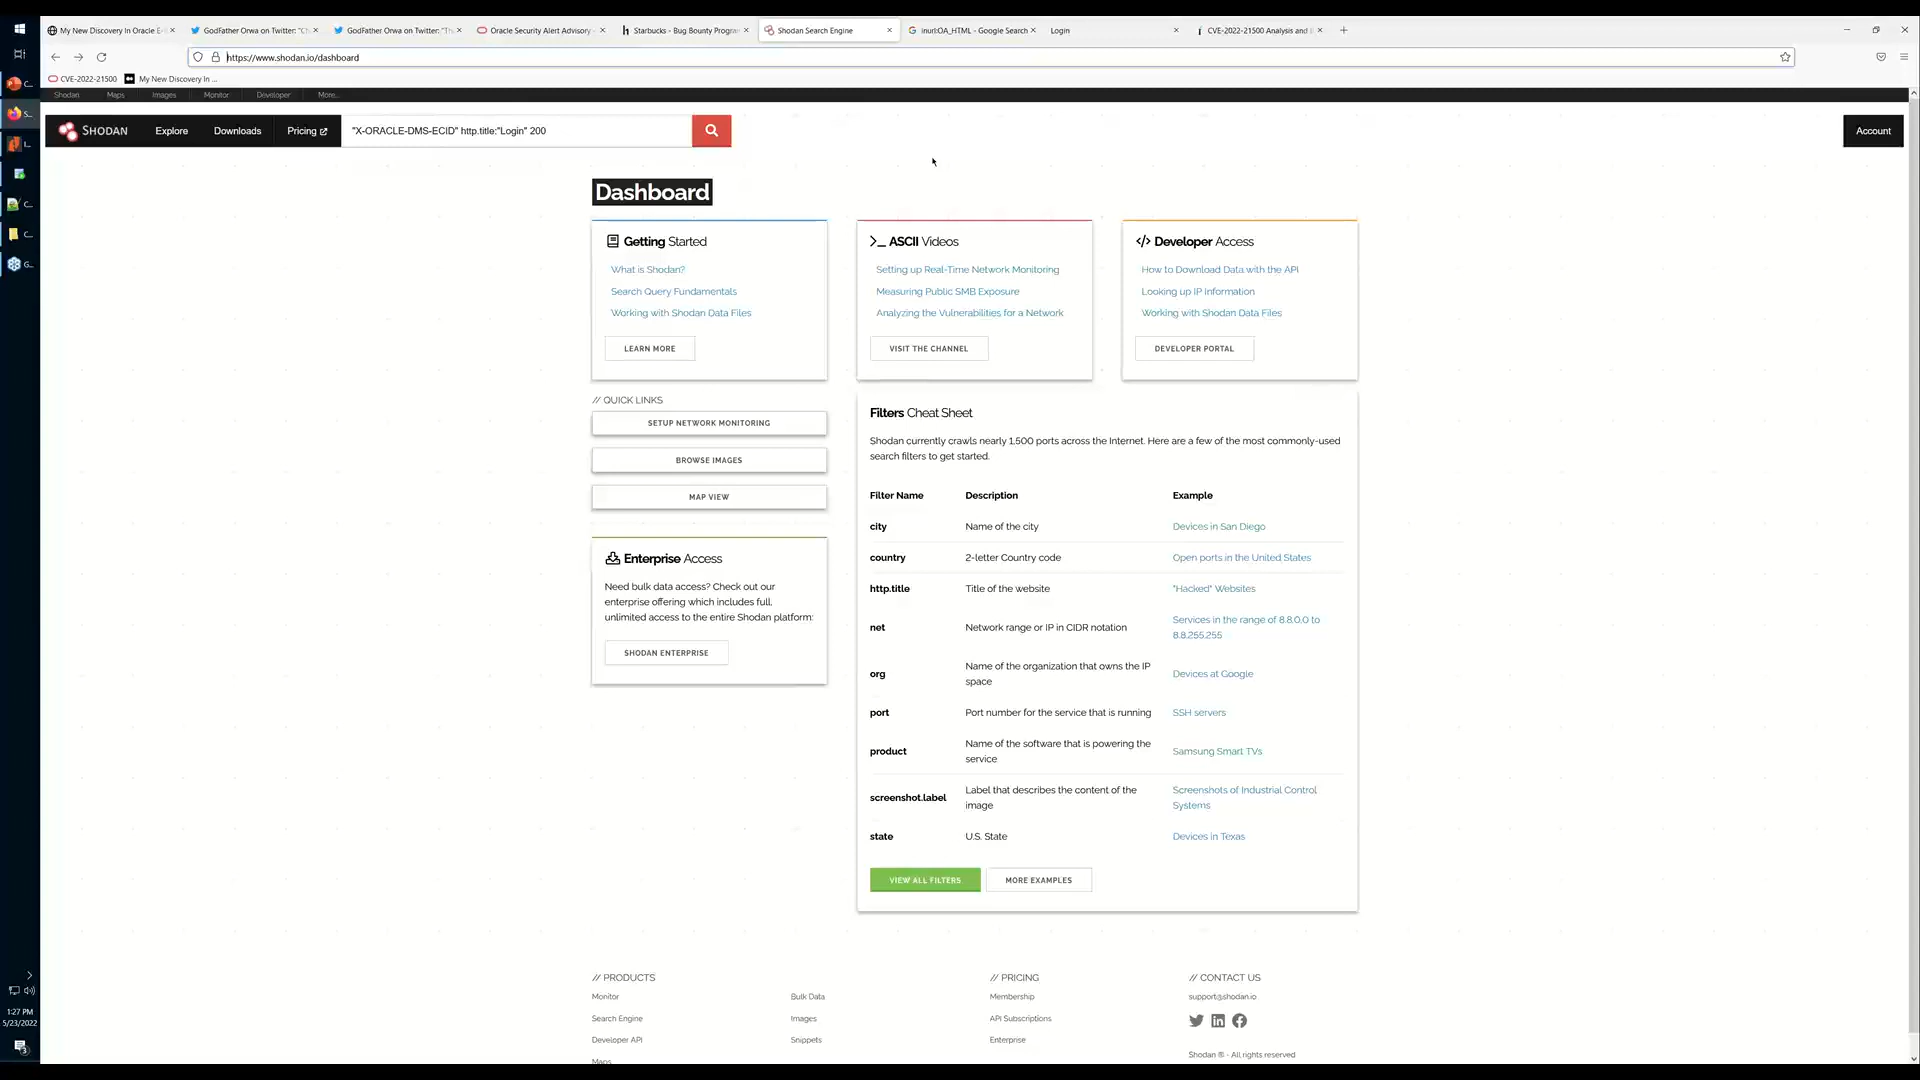 My New Discovery In Oracle E-
GodFather Orwa on Twitter: "C
GodFather Orwa on Twitter: "Th
Oracle Security Alert Advisory -
Starbucks - Bug Bounty Progra
Shodan Search Engine
inurl:OA_HTML - Google Search
Login
CVE-2022-21500 Analysis and
https://www.shodan.io/dashboard
CVE-2022-21500
My New Discovery In ...
Shodan
Maps
Images
Monitor
Developer
More...
SHODAN
Explore
Downloads
Pricing
"X-ORACLE-DMS-ECID" http.title:"Login" 200
Account
Dashboard
Getting Started
What is Shodan?
Search Query Fundamentals
Working with Shodan Data Files
LEARN MORE
>_ ASCII Videos
Setting up Real-Time Network Monitoring
Measuring Public SMB Exposure
Analyzing the Vulnerabilities for a Network
VISIT THE CHANNEL
</> Developer Access
How to Download Data with the API
Looking up IP Information
Working with Shodan Data Files
DEVELOPER PORTAL
// QUICK LINKS
SETUP NETWORK MONITORING
BROWSE IMAGES
MAP VIEW
Enterprise Access
Need bulk data access? Check out our
enterprise offering which includes full,
unlimited access to the entire Shodan platform:
SHODAN ENTERPRISE
Filters Cheat Sheet
Shodan currently crawls nearly 1,500 ports across the Internet. Here are a few of the most commonly-used
search filters to get started.
Filter Name Description Example
city Name of the city Devices in San Diego
country 2-letter Country code Open ports in the United States
http.title Title of the website "Hacked" Websites
net Network range or IP in CIDR notation Services in the range of 8.8.0.0 to
8.8.255.255
org Name of the organization that owns the IP
space Devices at Google
port Port number for the service that is running SSH servers
product Name of the software that is powering the
service Samsung Smart TVs
screenshot.label Label that describes the content of the
image Screenshots of Industrial Control
Systems
state U.S. State Devices in Texas
VIEW ALL FILTERS
MORE EXAMPLES
// PRODUCTS
Monitor
Search Engine
Developer API
Maps
Bulk Data
Images
Snippets
// PRICING
Membership
API Subscriptions
Enterprise
// CONTACT US
support@shodan.io
Shodan ® - All rights reserved
1:27 PM
5/23/2022